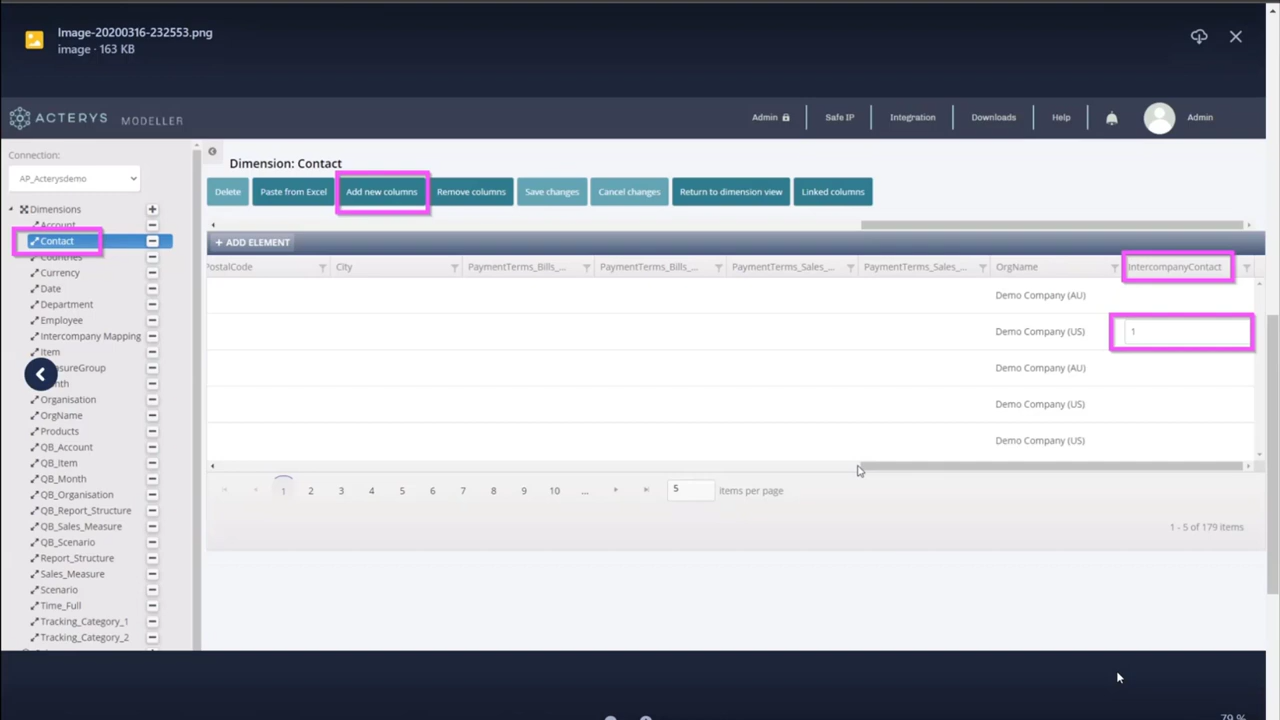 Image-20200316-232553.png
image · 163 KB
ACTERYS MODELLER
Admin
Safe IP
Integration
Downloads
Help
Admin
Connection:
AP_Acterysdemo
Dimensions
Account
Contact
Countries
Currency
Date
Department
Employee
Intercompany Mapping
Item
Organisation
OrgName
Products
QB_Account
QB_Item
QB_Month
QB_Organisation
QB_Report_Structure
QB_Sales_Measure
QB_Scenario
Report_Structure
Sales_Measure
Scenario
Time_Full
Tracking_Category_1
Tracking_Category_2
Dimension: Contact
Delete Paste from Excel Add new columns Remove columns Save changes Cancel changes Return to dimension view Linked columns
+ ADD ELEMENT
PostalCode City PaymentTerms_Bills_... PaymentTerms_Bills_... PaymentTerms_Sales_... PaymentTerms_Sales_... OrgName IntercompanyContact
Demo Company (AU)
Demo Company (US) 1
Demo Company (AU)
Demo Company (US)
Demo Company (US)
1 2 3 4 5 6 7 8 9 10 ... 5 items per page
1 - 5 of 179 items
79 %